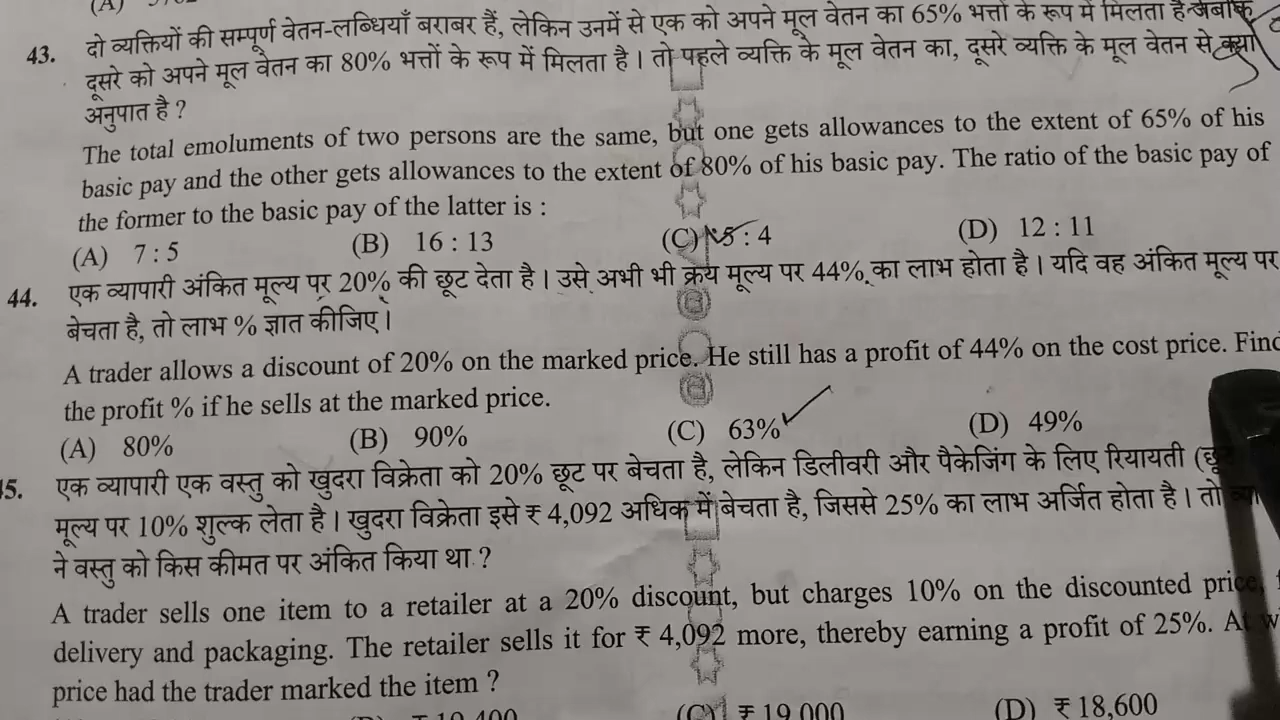 (A)
43. दो व्यक्तियों की सम्पूर्ण वेतन-लब्धियाँ बराबर हैं, लेकिन उनमें से एक को अपने मूल वेतन का 65% भत्तों के रूप में मिलता है जबकि
दूसरे को अपने मूल वेतन का 80% भत्तों के रूप में मिलता है। तो पहले व्यक्ति के मूल वेतन का, दूसरे व्यक्ति के मूल वेतन से क्या
अनुपात है ?
The total emoluments of two persons are the same, but one gets allowances to the extent of 65% of his
basic pay and the other gets allowances to the extent of 80% of his basic pay. The ratio of the basic pay of
the former to the basic pay of the latter is :
(A) 7 : 5 (B) 16 : 13 (C) 5 : 4 (D) 12 : 11
44. एक व्यापारी अंकित मूल्य पर 20% की छूट देता है। उसे अभी भी क्रय मूल्य पर 44% का लाभ होता है। यदि वह अंकित मूल्य पर
बेचता है, तो लाभ % ज्ञात कीजिए।
A trader allows a discount of 20% on the marked price. He still has a profit of 44% on the cost price. Find
the profit % if he sells at the marked price.
(A) 80% (B) 90% (C) 63% (D) 49%
45. एक व्यापारी एक वस्तु को खुदरा विक्रेता को 20% छूट पर बेचता है, लेकिन डिलीवरी और पैकेजिंग के लिए रियायती (छूट
मूल्य पर 10% शुल्क लेता है। खुदरा विक्रेता इसे ₹ 4,092 अधिक में बेचता है, जिससे 25% का लाभ अर्जित होता है। तो
ने वस्तु को किस कीमत पर अंकित किया था ?
A trader sells one item to a retailer at a 20% discount, but charges 10% on the discounted price,
delivery and packaging. The retailer sells it for ₹ 4,092 more, thereby earning a profit of 25%. At
price had the trader marked the item ?
(C) ₹ 19,000 (D) ₹ 18,600